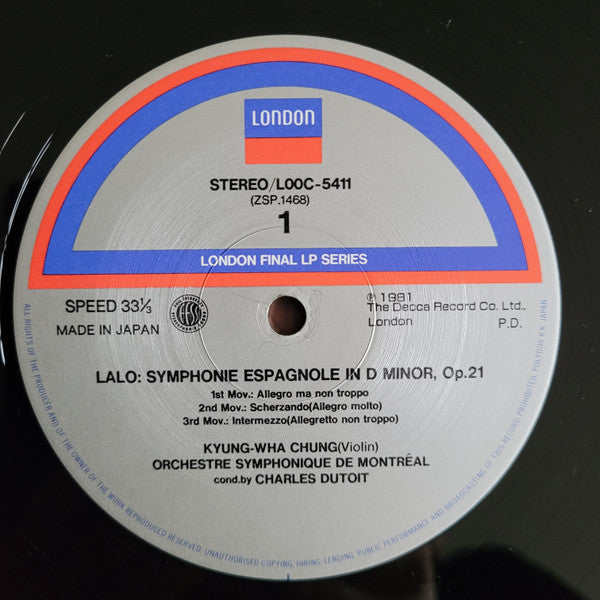 LONDON
STEREO/L00C-5411
(ZSP.1468)
1
LONDON FINAL LP SERIES
SPEED 33⅓
MADE IN JAPAN
℗ 1981
The Decca Record Co. Ltd.,
London P.D.
LALO: SYMPHONIE ESPAGNOLE IN D MINOR, Op.21
1st Mov.: Allegro ma non troppo
2nd Mov.: Scherzando(Allegro molto)
3rd Mov.: Intermezzo(Allegretto non troppo)
KYUNG-WHA CHUNG(Violin)
ORCHESTRE SYMPHONIQUE DE MONTRÉAL
cond.by CHARLES DUTOIT
ALL RIGHTS OF THE PRODUCER AND OF THE OWNER OF THE WORK REPRODUCED RESERVED. UNAUTHORISED COPYING, HIRING, LENDING, PUBLIC PERFORMANCE AND BROADCASTING OF THIS RECORD PROHIBITED. POLYDOR K.K. JAPAN